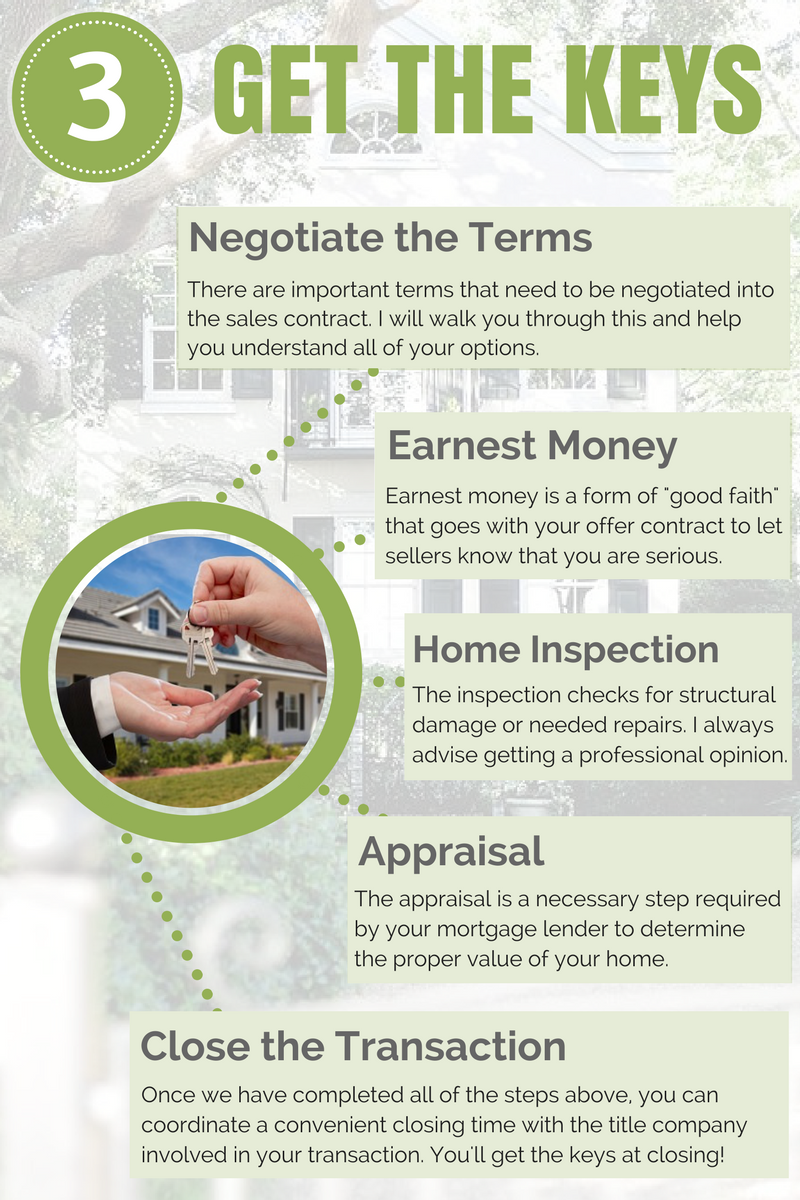 3
GET THE KEYS
Negotiate the Terms
There are important terms that need to be negotiated into
the sales contract. I will walk you through this and help
you understand all of your options.
Earnest Money
Earnest money is a form of "good faith"
that goes with your offer contract to let
sellers know that you are serious.
Home Inspection
The inspection checks for structural
damage or needed repairs. I always
advise getting a professional opinion.
Appraisal
The appraisal is a necessary step required
by your mortgage lender to determine
the proper value of your home.
Close the Transaction
Once we have completed all of the steps above, you can
coordinate a convenient closing time with the title company
involved in your transaction. You'll get the keys at closing!